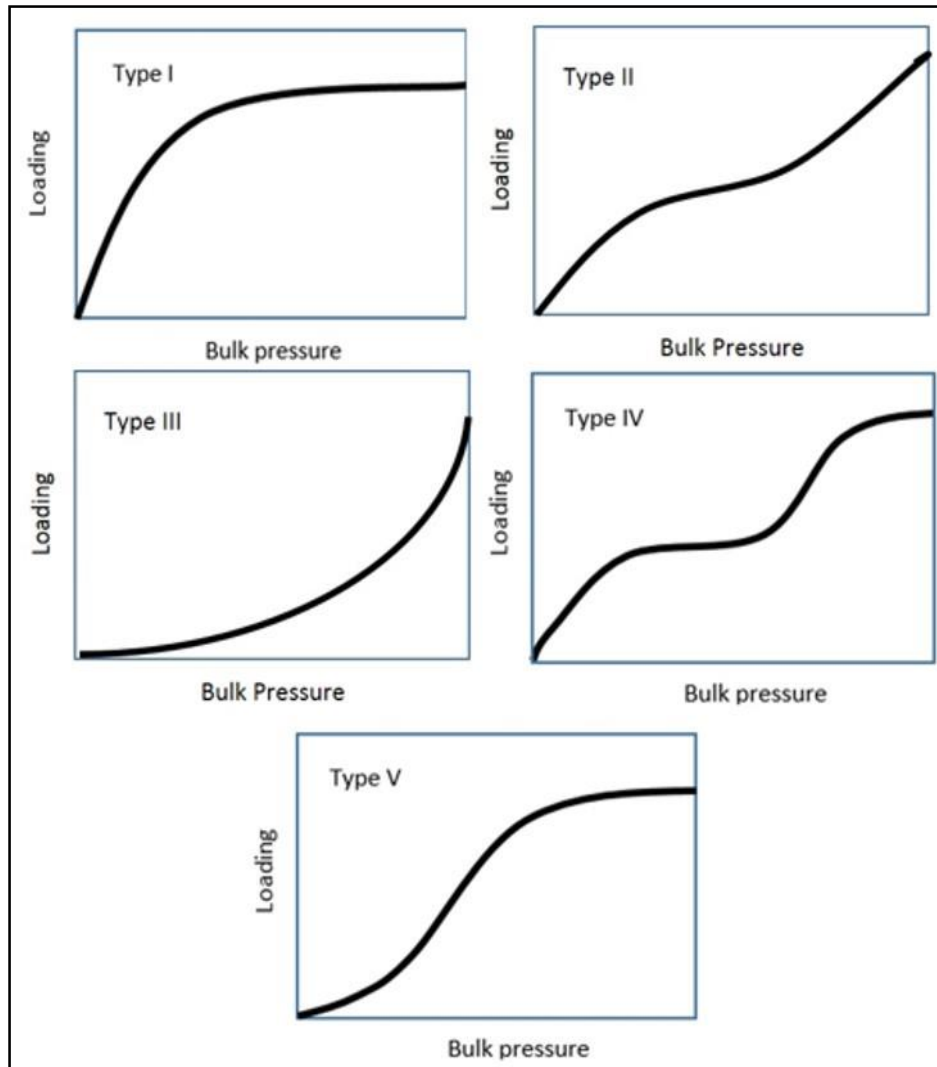 Type I
Loading
Bulk pressure
Type II
Loading
Bulk Pressure
Type III
Loading
Bulk Pressure
Type IV
Loading
Bulk pressure
Type V
Loading
Bulk pressure